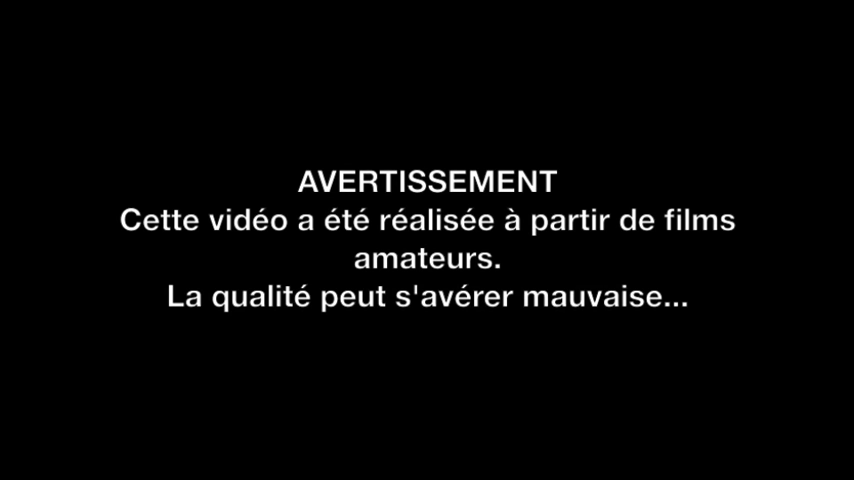 AVERTISSEMENT
Cette vidéo a été réalisée à partir de films
amateurs.
La qualité peut s'avérer mauvaise...